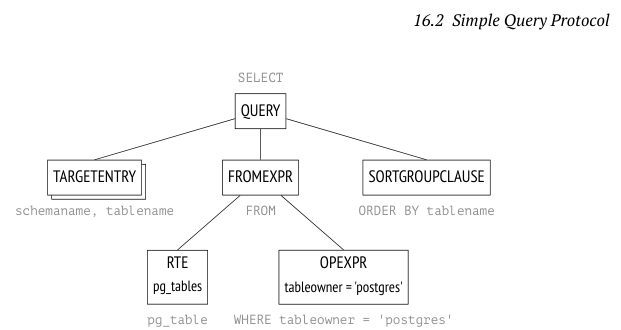 16.2 Simple Query Protocol
SELECT
QUERY
TARGETENTRY
FROMEXPR
SORTGROUPCLAUSE
schemaname, tablename
FROM
ORDER BY tablename
RTE
pg_tables
OPEXPR
tableowner = 'postgres'
pg_table
WHERE tableowner = 'postgres'